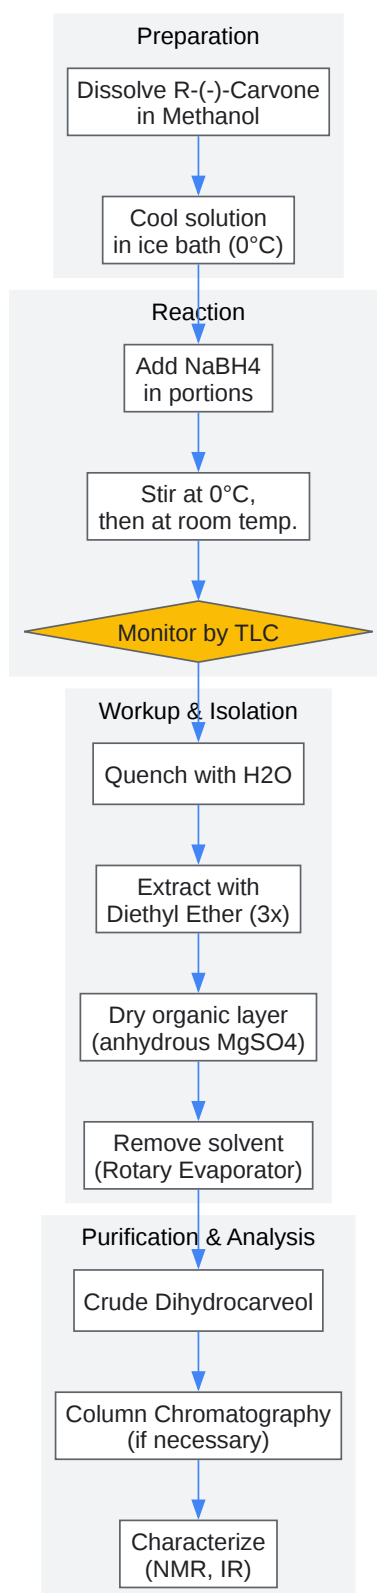 Preparation
Dissolve R-(-)-Carvone
in Methanol
Cool solution
in ice bath (0°C)
Reaction
Add NaBH4
in portions
Stir at 0°C,
then at room temp.
Monitor by TLC
Workup & Isolation
Quench with H2O
Extract with
Diethyl Ether (3x)
Dry organic layer
(anhydrous MgSO4)
Remove solvent
(Rotary Evaporator)
Purification & Analysis
Crude Dihydrocarveol
Column Chromatography
(if necessary)
Characterize
(NMR, IR)